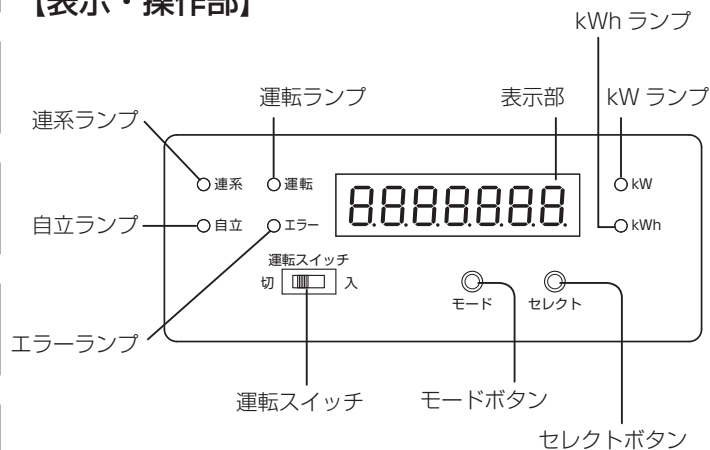 【表示・操作部】
kWh ランプ
運転ランプ
表示部
kW ランプ
連系ランプ
連系
運転
8.8.8.8.8.8.8.
kW
自立ランプ
自立
エラー
kWh
運転スイッチ
切
入
モード
セレクト
エラーランプ
運転スイッチ
モードボタン
セレクトボタン